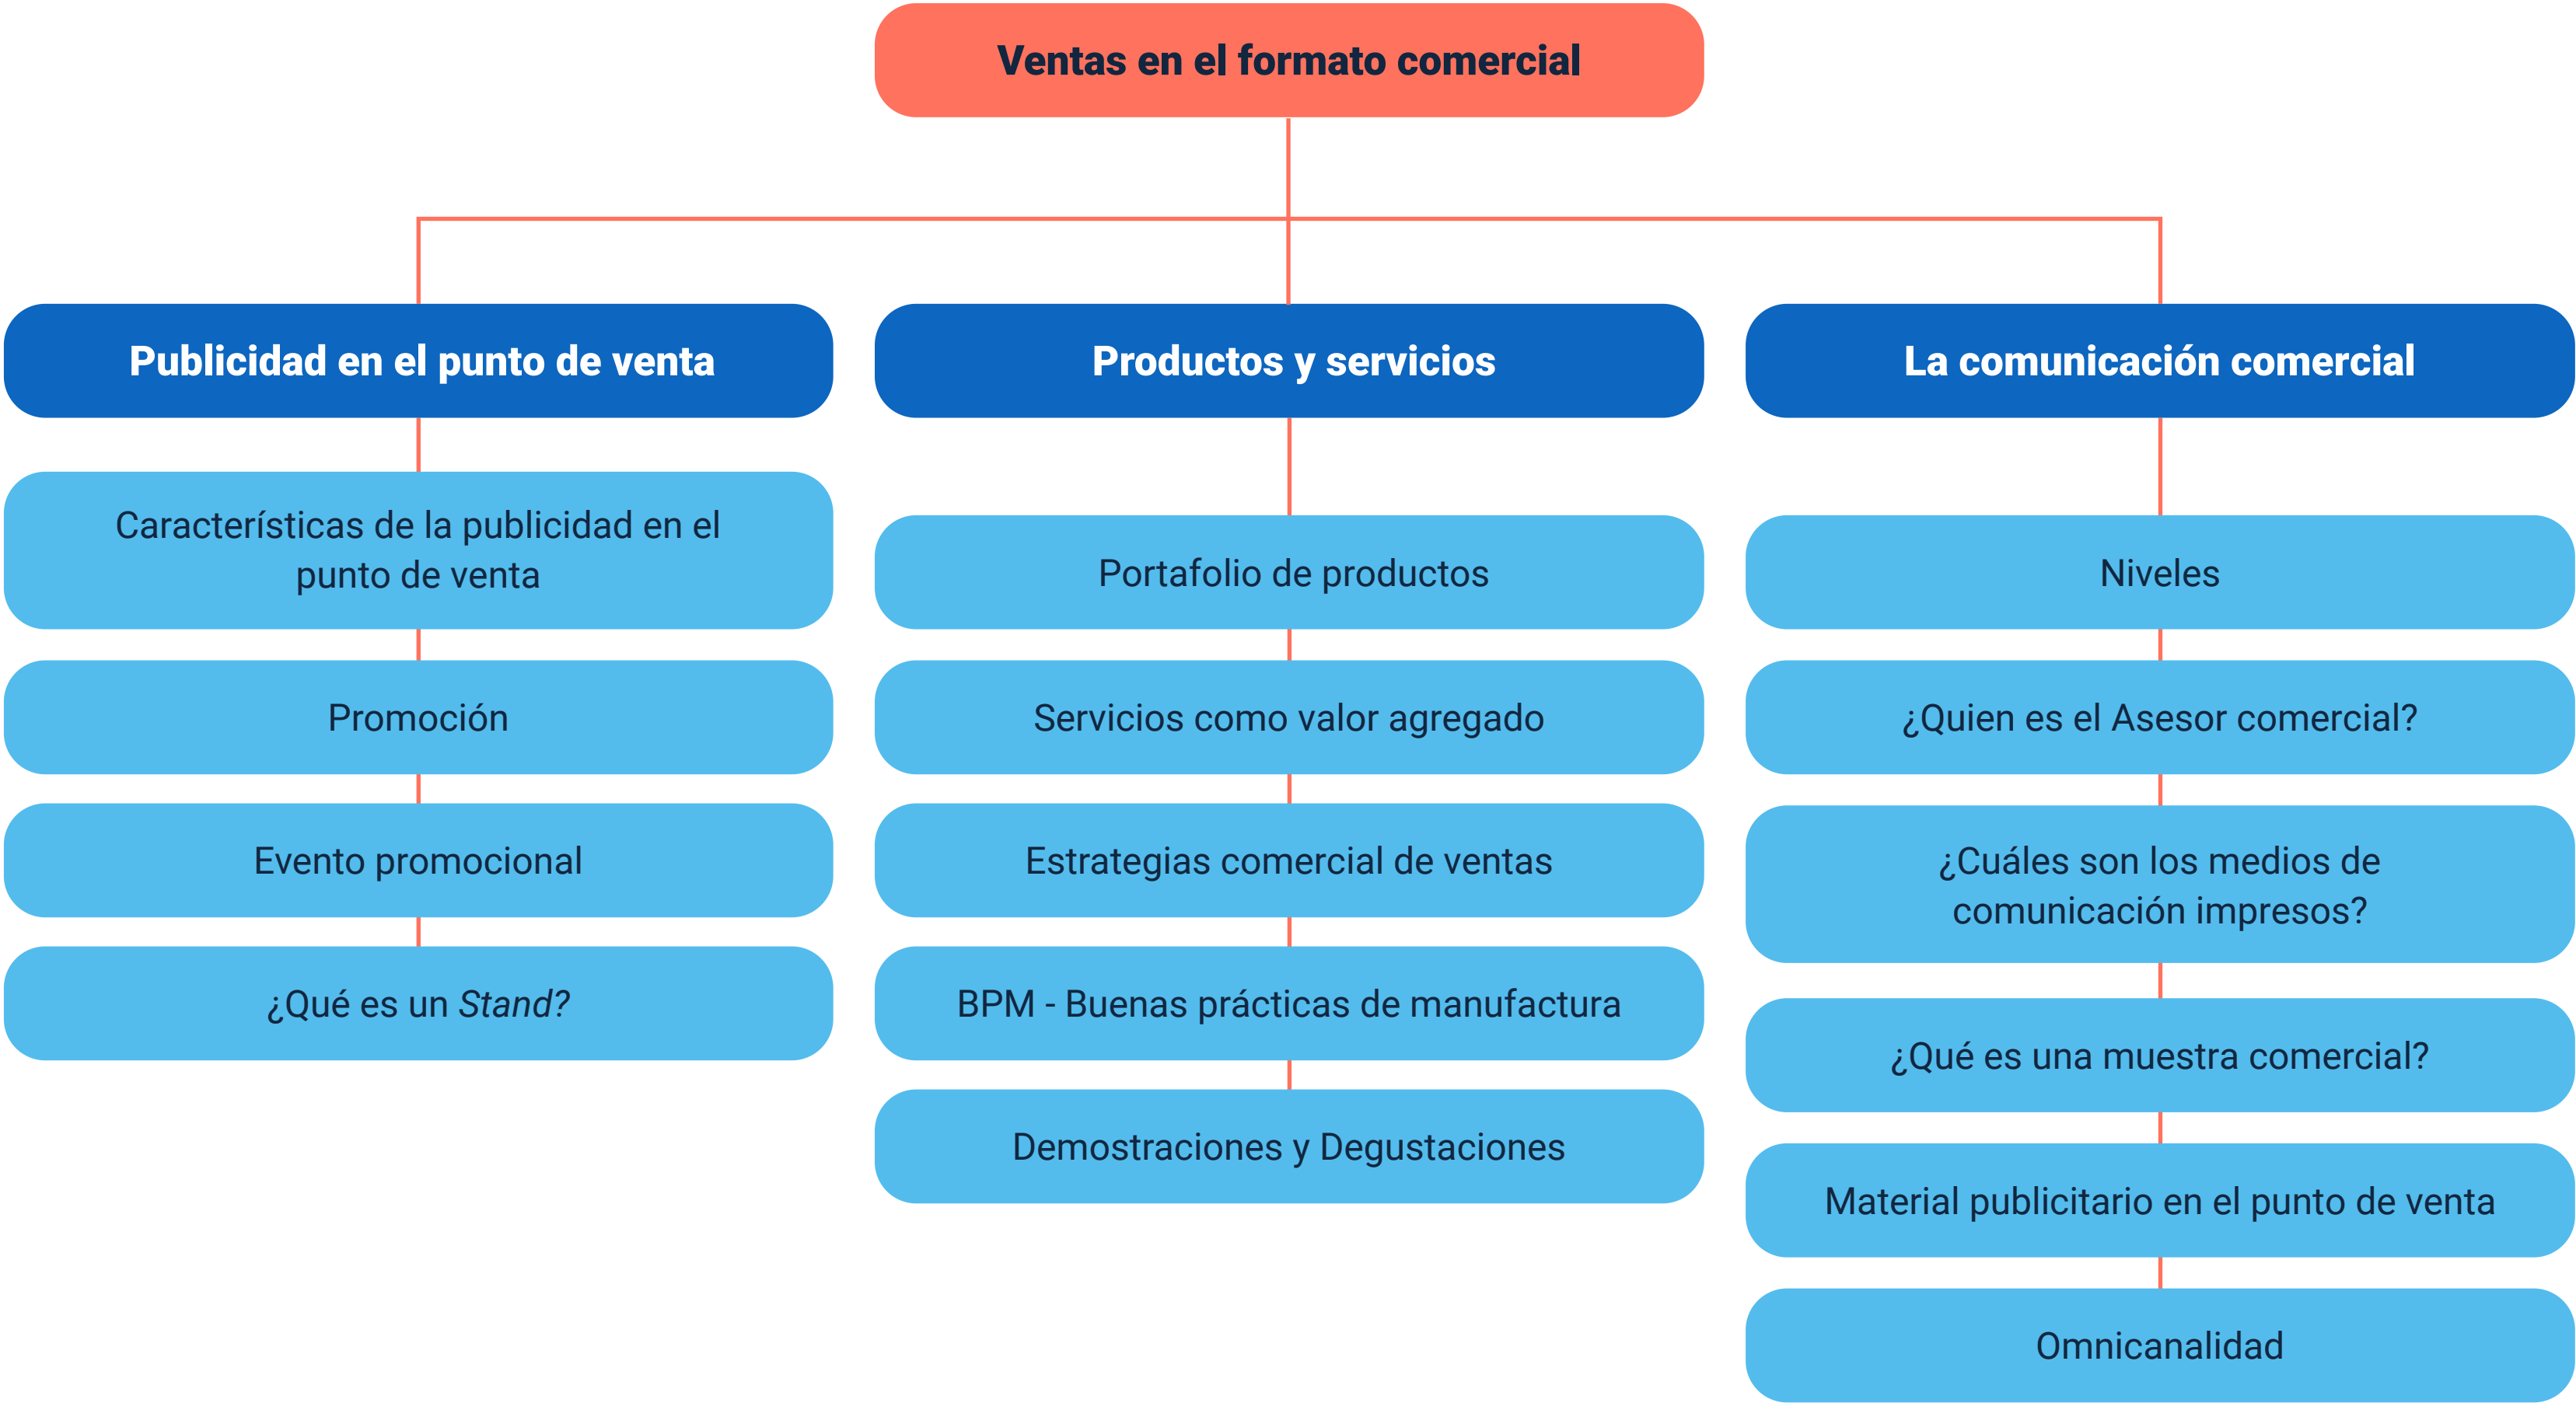 Ventas en el formato comercial
Publicidad en el punto de venta
Características de la publicidad en el
punto de venta
Promoción
Evento promocional
¿Qué es un Stand?
Productos y servicios
Portafolio de productos
Servicios como valor agregado
Estrategias comercial de ventas
BPM - Buenas prácticas de manufactura
Demostraciones y Degustaciones
La comunicación comercial
Niveles
¿Quien es el Asesor comercial?
¿Cuáles son los medios de
comunicación impresos?
¿Qué es una muestra comercial?
Material publicitario en el punto de venta
Omnicanalidad